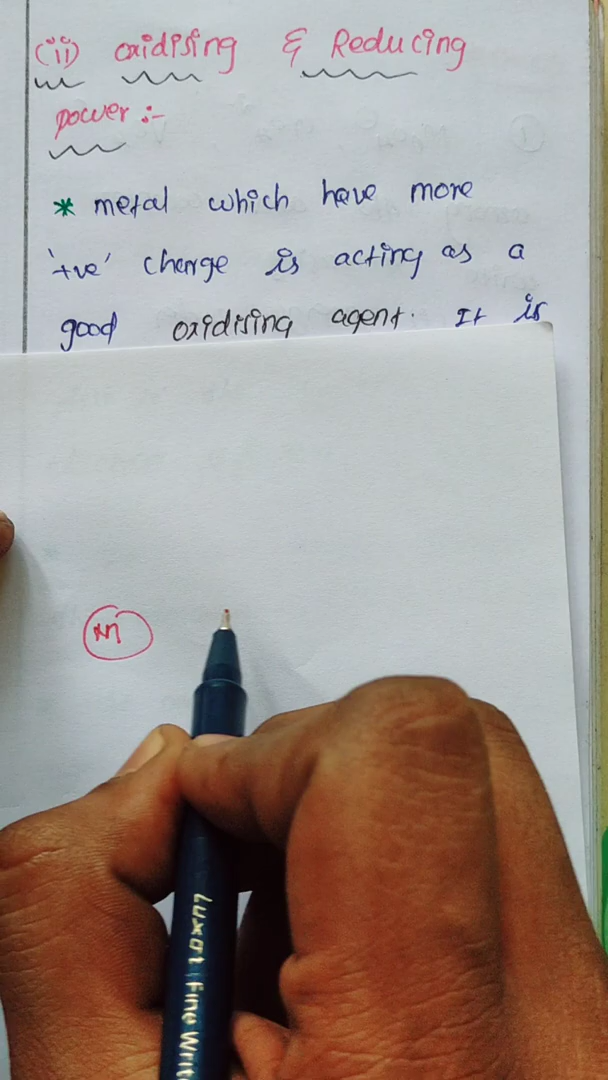 (ii) oxidising & Reducing
power :-
* metal which have more
'+ve' charge is acting as a
good oxidising agent. It is
Luxor Fine Write